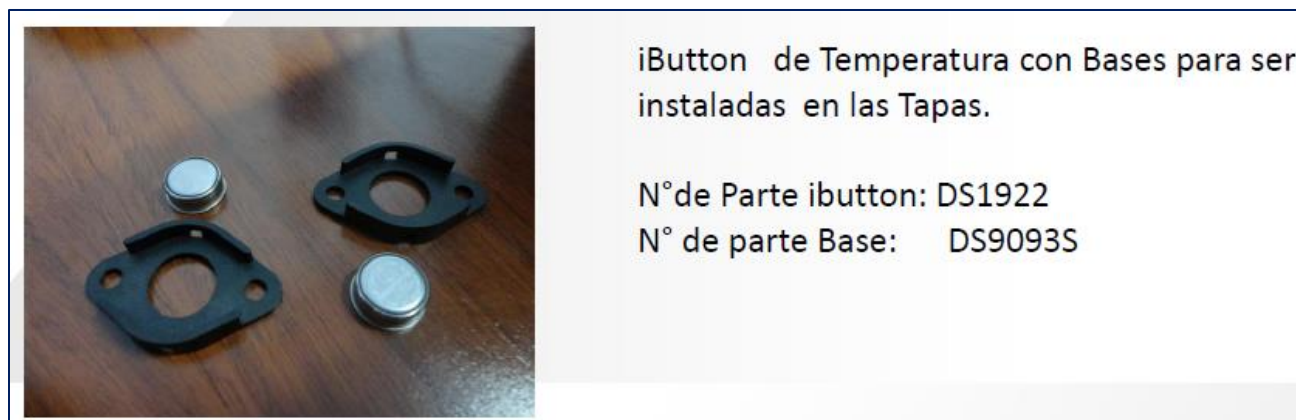 iButton de Temperatura con Bases para ser
instaladas en las Tapas.
N°de Parte ibutton: DS1922
N° de parte Base: DS9093S